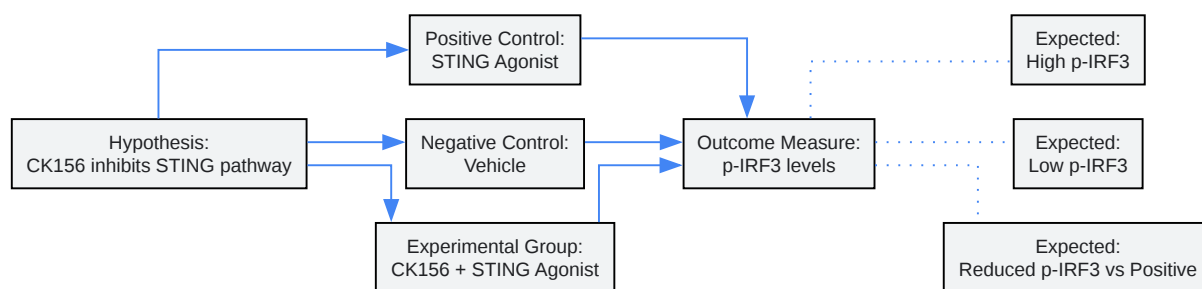 Positive Control:
STING Agonist
Expected:
High p-IRF3
Hypothesis:
CK156 inhibits STING pathway
Negative Control:
Vehicle
Outcome Measure:
p-IRF3 levels
Expected:
Low p-IRF3
Experimental Group:
CK156 + STING Agonist
Expected:
Reduced p-IRF3 vs Positive